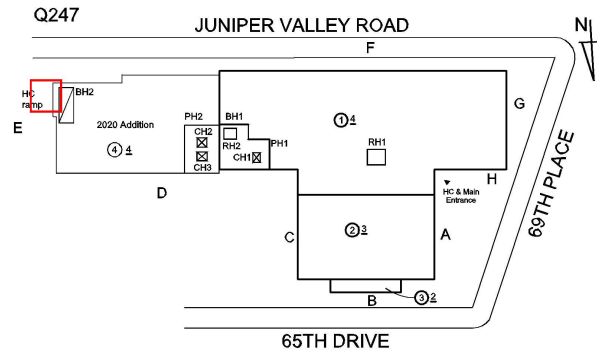 Q247
JUNIPER VALLEY ROAD
N
F
HC
ramp
BH2
E
2020 Addition
4 4
PH2
CH2
CH3
BH1
RH2
CH1
PH1
1 4
RH1
G
H
HC & Main
Entrance
69TH PLACE
D
C
2 3
A
B
3 2
65TH DRIVE